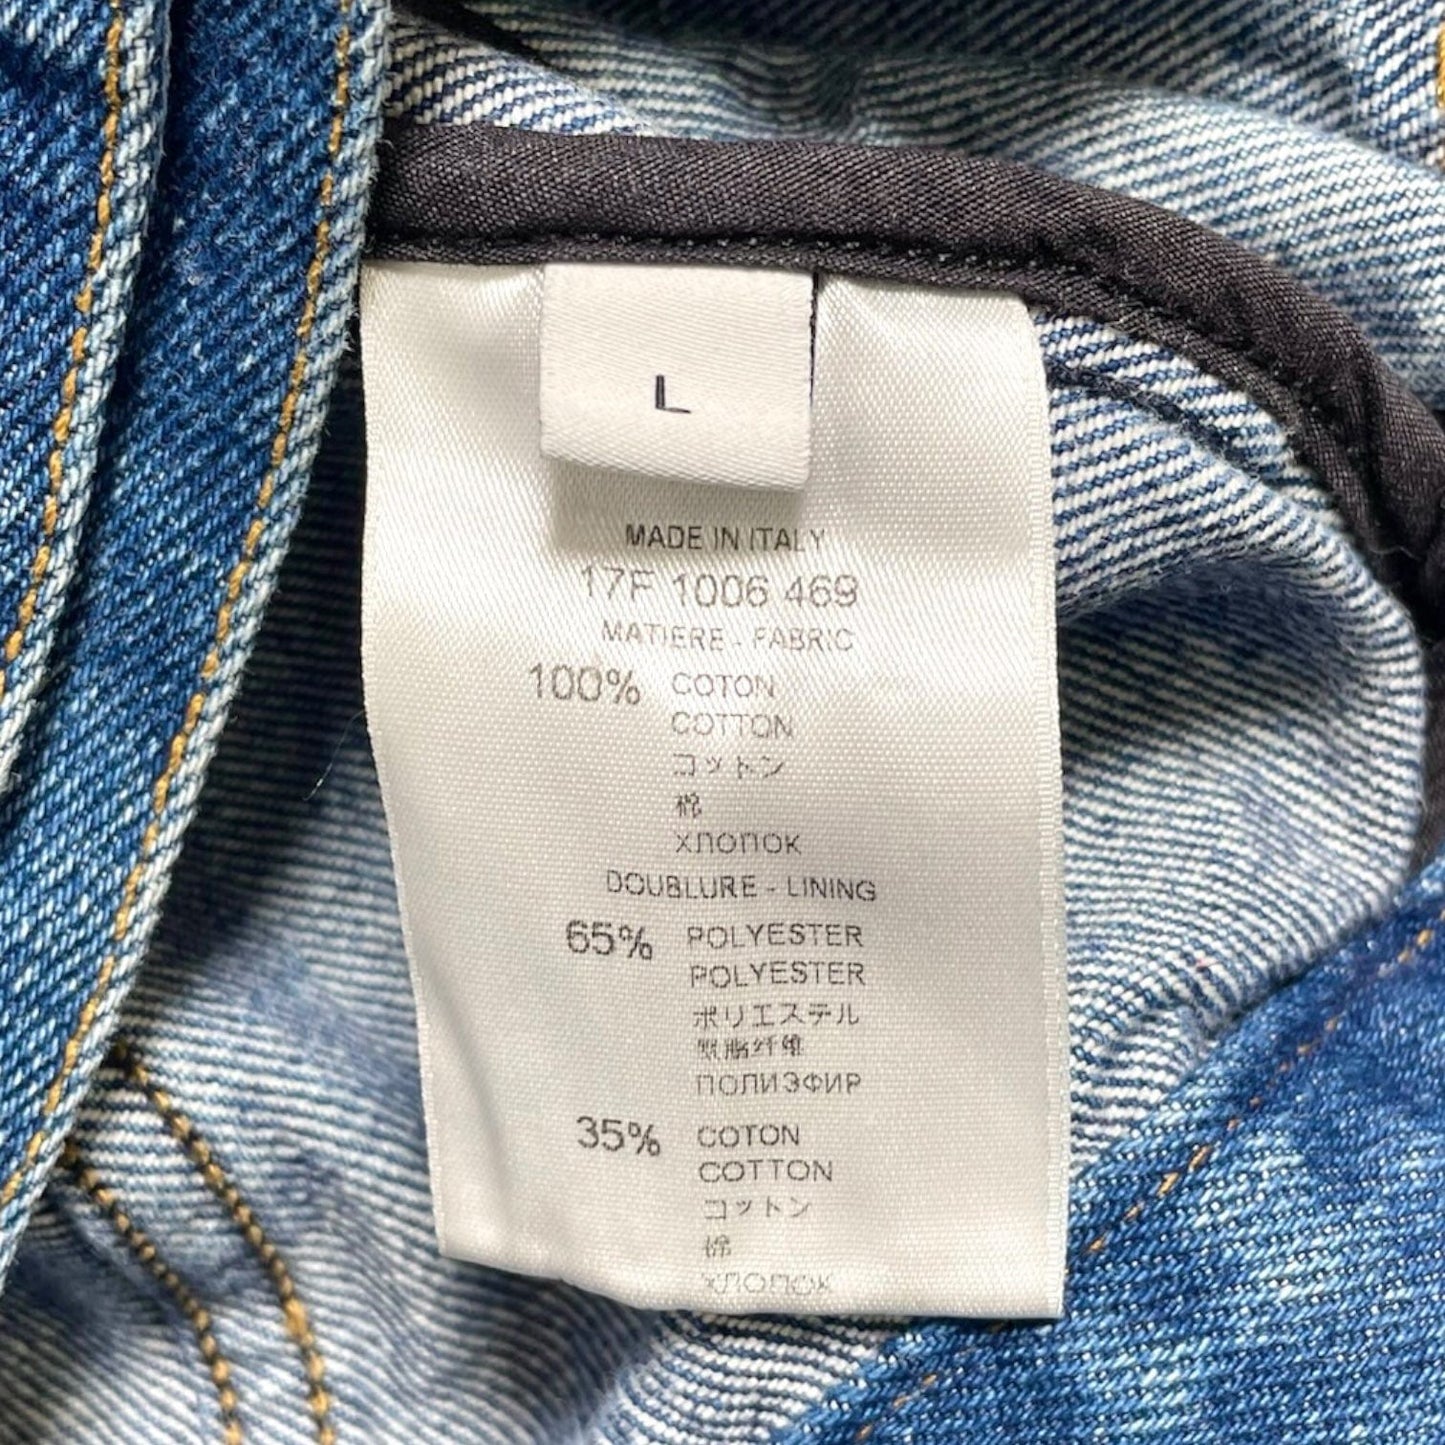 L
MADE IN ITALY
17F 1006 469
MATIERE - FABRIC
100% COTON
COTTON
コットン
棉
ХЛОПОК
DOUBLURE - LINING
65% POLYESTER
POLYESTER
ポリエステル
聚脂纤维
ПОЛИЭФИР
35% COTON
COTTON
コットン
棉
ХЛОПОК